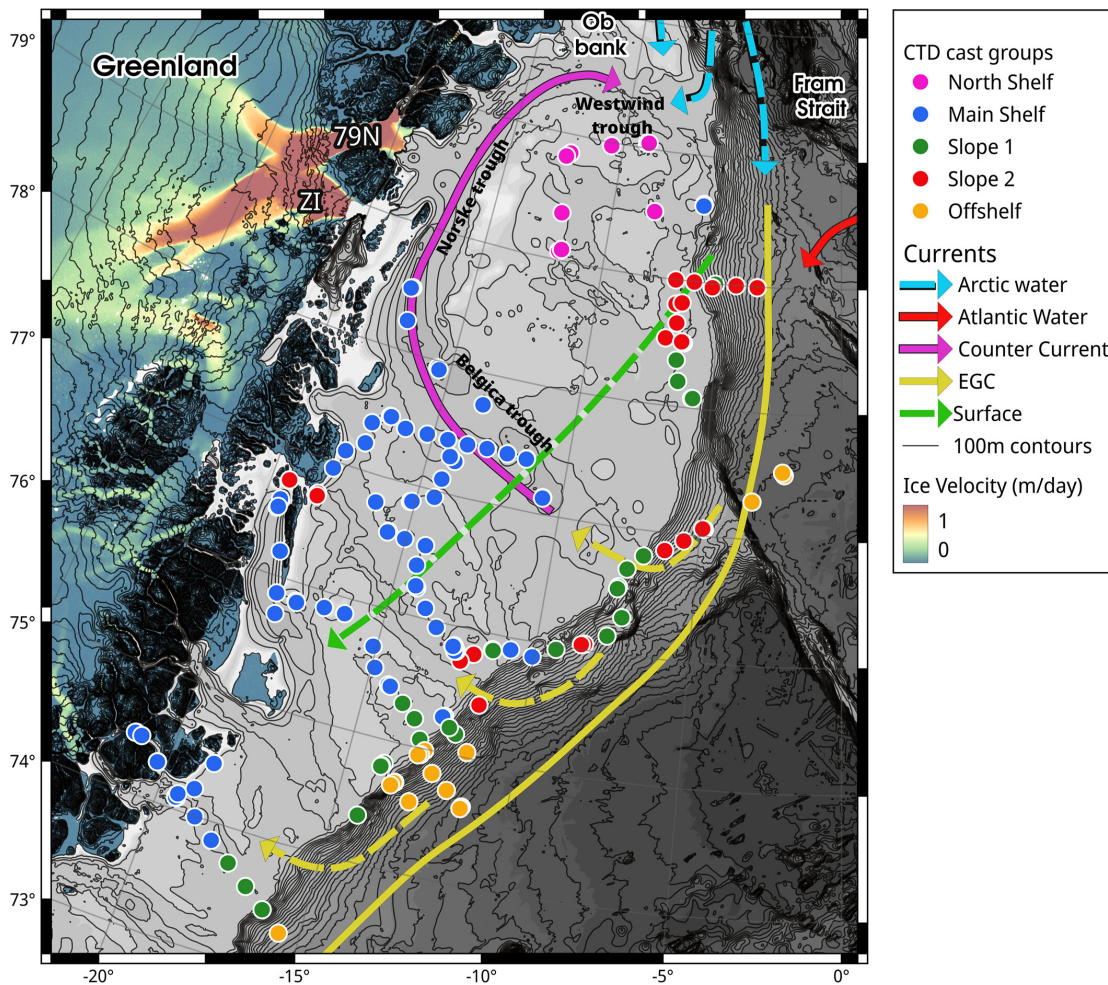 Ob
bank
79°
Greenland
Fram
Strait
Westwind
trough
79N
ZI
Norske trough
78°
77°
Belgica trough
76°
75°
74°
73°
-20°
-15°
-10°
-5°
0°
CTD cast groups
North Shelf
Main Shelf
Slope 1
Slope 2
Offshelf
Currents
Arctic water
Atlantic Water
Counter Current
EGC
Surface
100m contours
Ice Velocity (m/day)
1
0